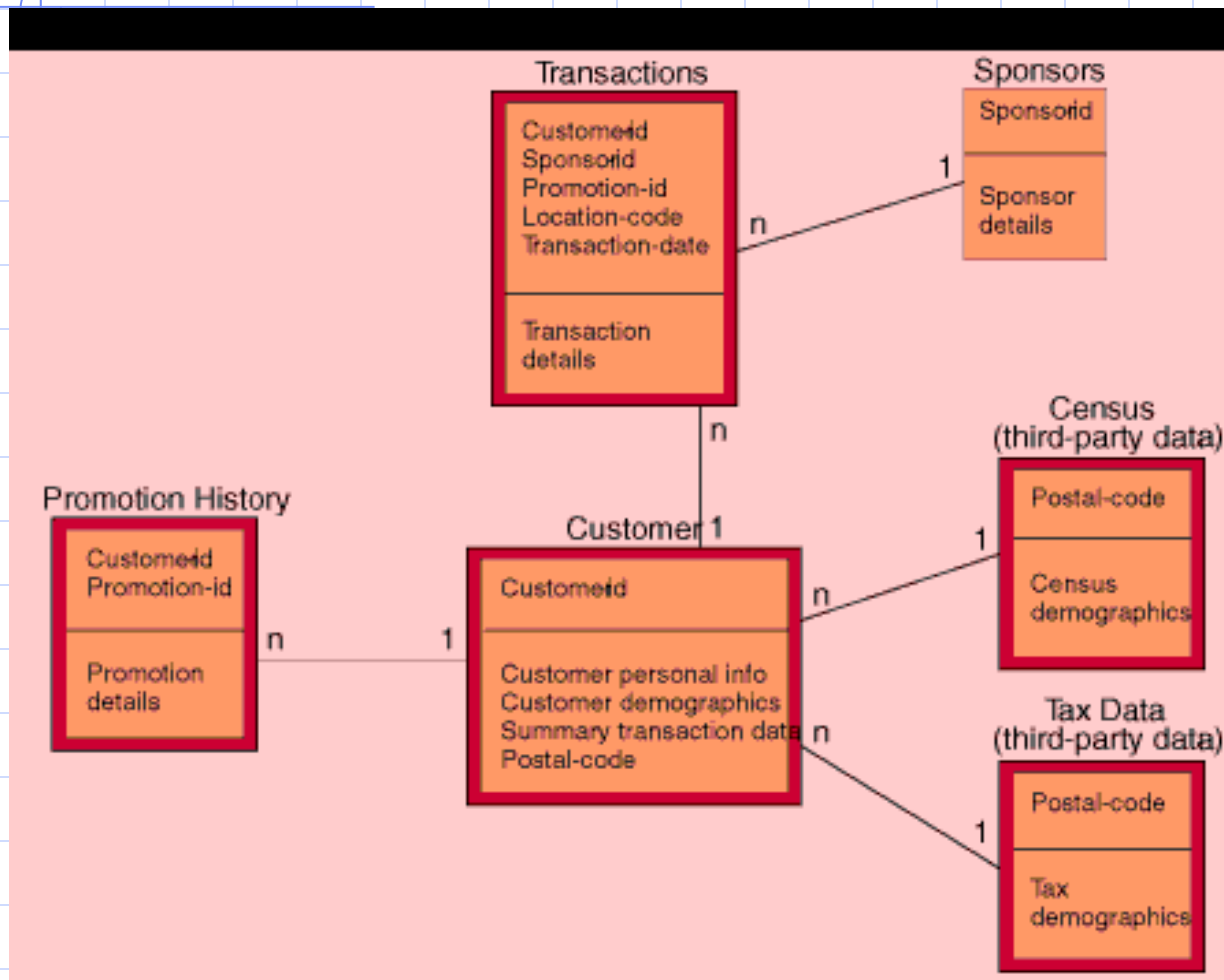 Transactions
Customerid
Sponsorid
Promotion-id
Location-code
Transaction-date
Transaction
details
n
1
Sponsors
Sponsorid
Sponsor
details
n
1
Promotion History
Customerid
Promotion-id
Promotion
details
n
1
Customer
Customerid
Customer personal info
Customer demographics
Summary transaction data
Postal-code
n
1
Census
(third-party data)
Postal-code
Census
demographics
n
1
Tax Data
(third-party data)
Postal-code
Tax
demographics